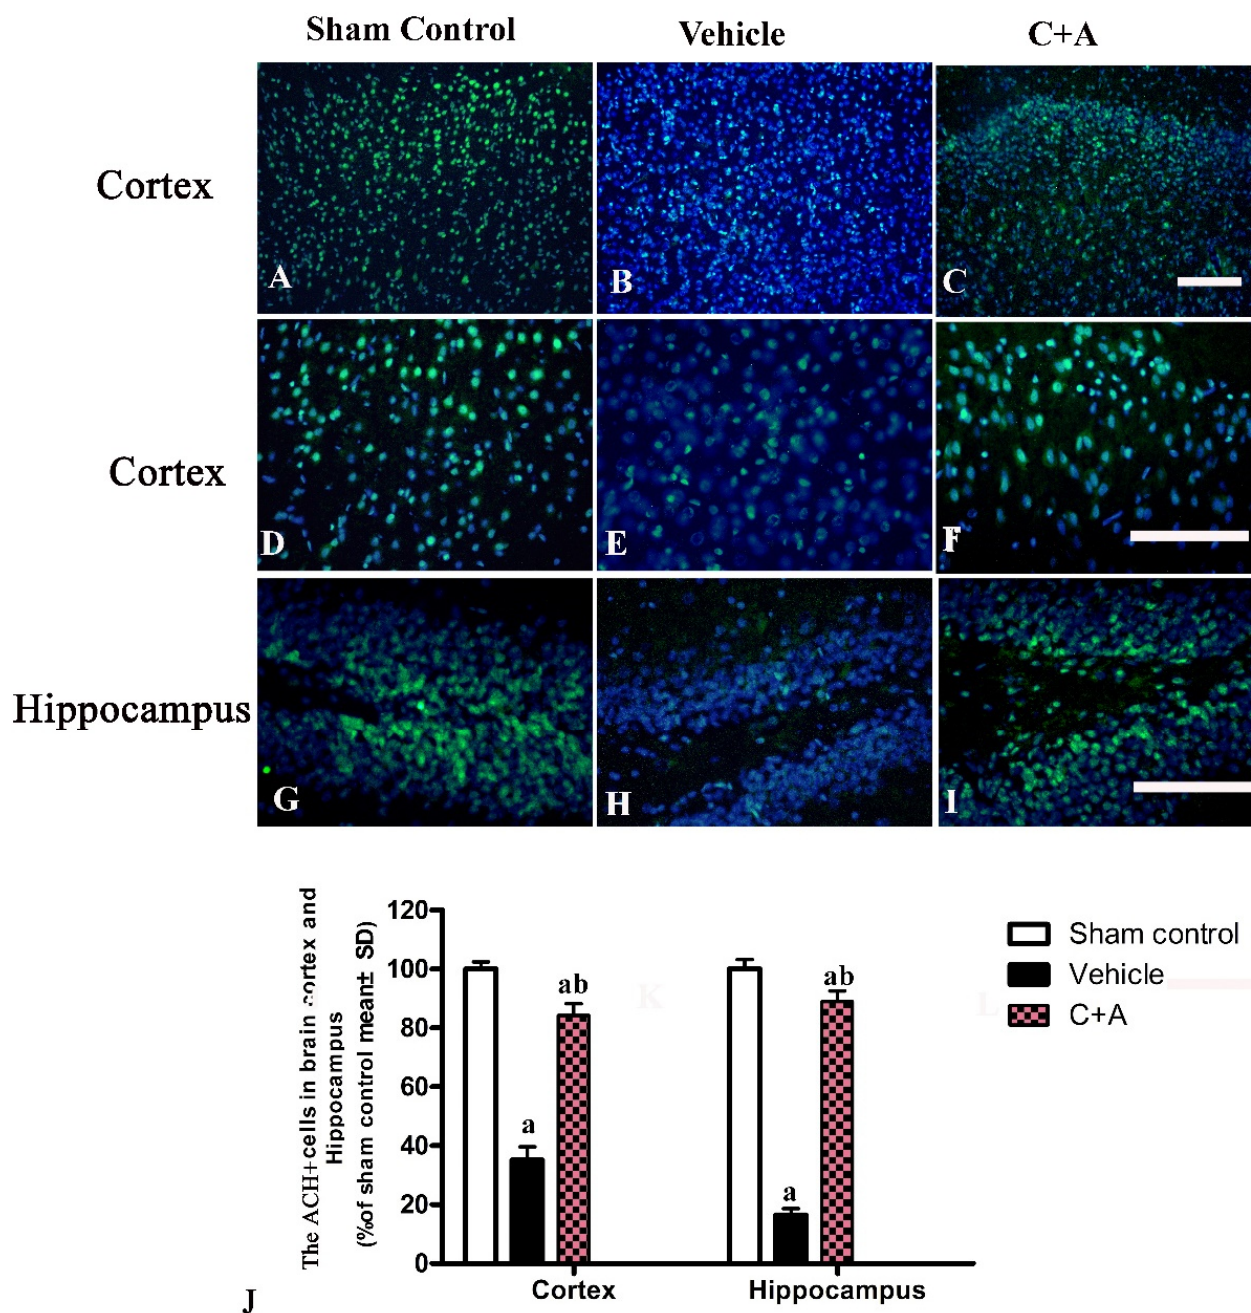 Sham Control
Vehicle
C+A
Cortex
A
B
C
Cortex
D
E
F
Hippocampus
G
H
I
The ACH+cells in brain cortex and
Hippocampus
(%of sham control mean± SD)
120
100
80
60
40
20
0
a
ab
a
ab
K
L
Cortex
Hippocampus
Sham control
Vehicle
C+A
J